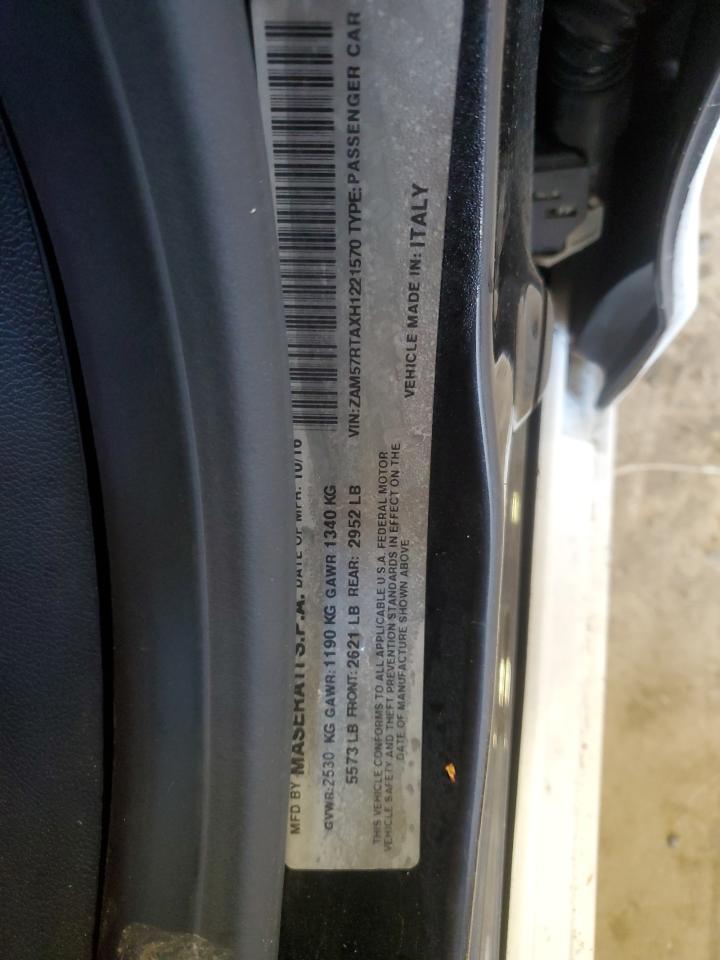 MFD BY MASERATI S.P.A. DATE OF MFR. 10/16
GVWR:2530 KG GAWR:1190 KG GAWR 1340 KG
5573 LB FRONT:2621 LB REAR: 2952 LB
VIN:ZAM57RTAXH1221570 TYPE:PASSENGER CAR
THIS VEHICLE CONFORMS TO ALL APPLICABLE U.S.A. FEDERAL MOTOR
VEHICLE SAFETY AND THEFT PREVENTION STANDARDS IN EFFECT ON THE
DATE OF MANUFACTURE SHOWN ABOVE
VEHICLE MADE IN: ITALY